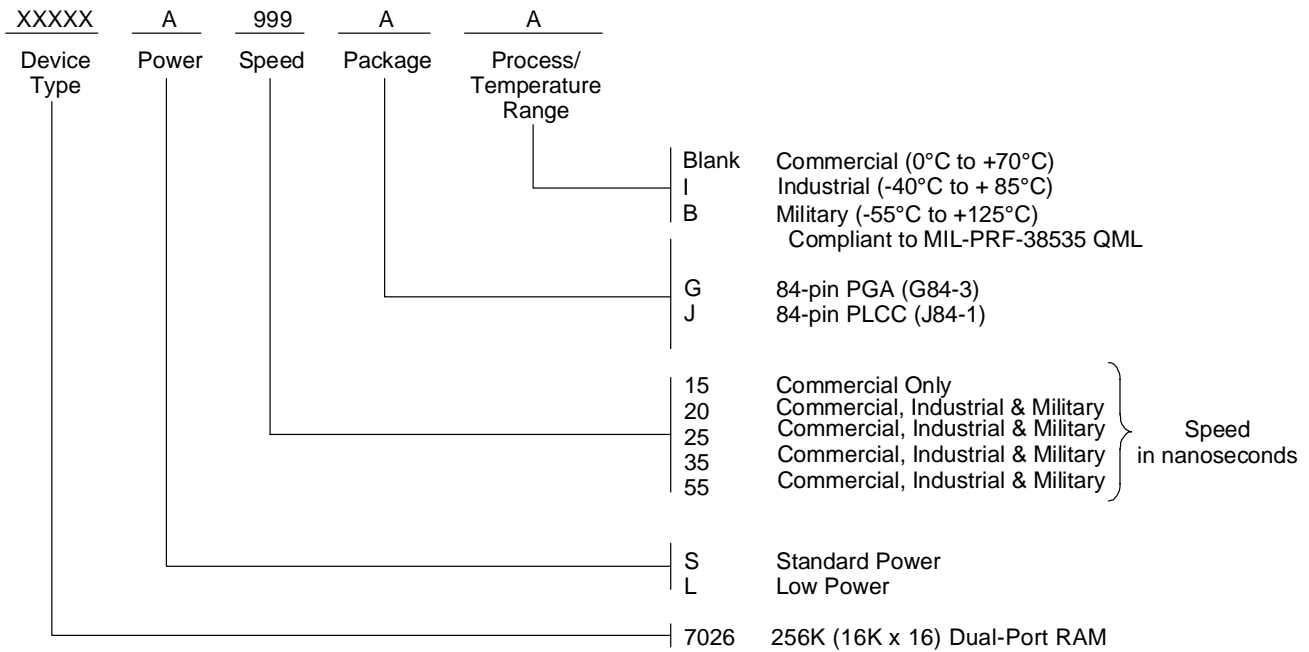 XXXXX A 999 A A
Device Type Power Speed Package Process/ Temperature Range
Blank Commercial (0°C to +70°C)
I Industrial (-40°C to + 85°C)
B Military (-55°C to +125°C)
Compliant to MIL-PRF-38535 QML
G 84-pin PGA (G84-3)
J 84-pin PLCC (J84-1)
15 Commercial Only
20 Commercial, Industrial & Military
25 Commercial, Industrial & Military
35 Commercial, Industrial & Military
55 Commercial, Industrial & Military
Speed
in nanoseconds
S Standard Power
L Low Power
7026 256K (16K x 16) Dual-Port RAM